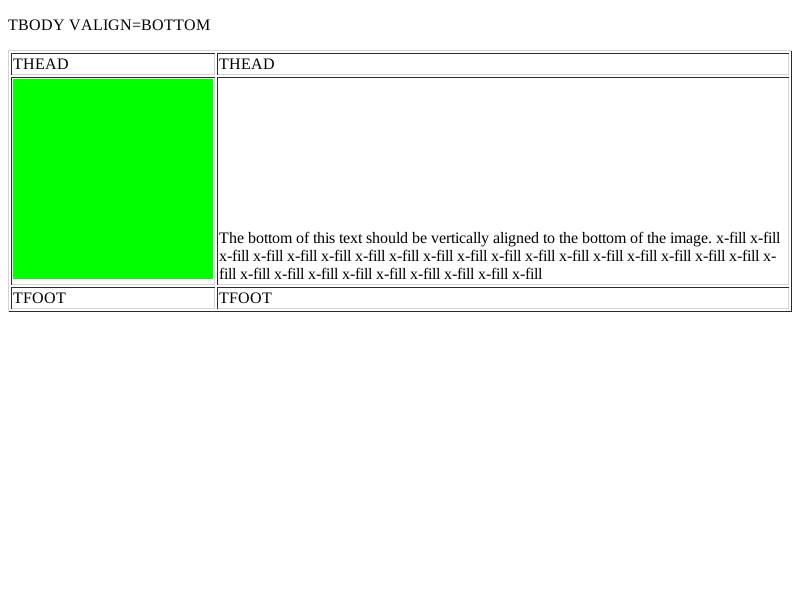 TBODY VALIGN=BOTTOM
THEAD THEAD
The bottom of this text should be vertically aligned to the bottom of the image. x-fill x-fill
x-fill x-fill x-fill x-fill x-fill x-fill x-fill x-fill x-fill x-fill x-fill x-fill x-fill x-fill x-fill x-fill x-
fill x-fill x-fill x-fill x-fill x-fill x-fill x-fill x-fill x-fill
TFOOT TFOOT